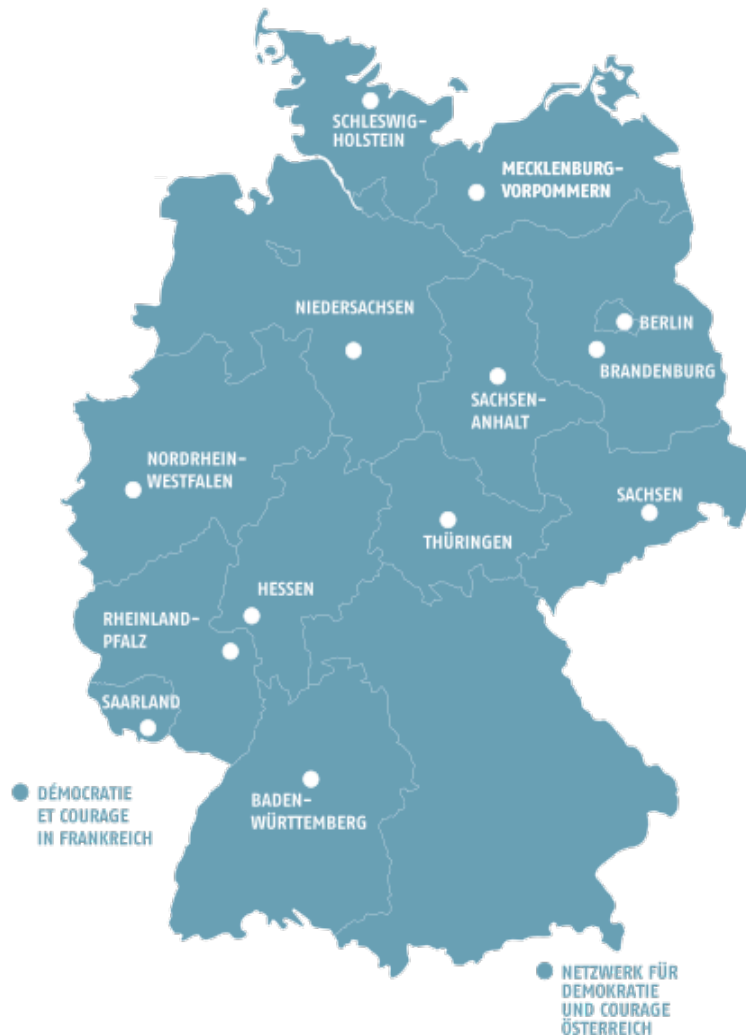 SCHLESWIG-
HOLSTEIN
MECKLENBURG-
VORPOMMERN
NIEDERSACHSEN
BERLIN
BRANDENBURG
SACHSEN-
ANHALT
NORDRHEIN-
WESTFALEN
SACHSEN
THÜRINGEN
HESSEN
RHEINLAND-
PFALZ
SAARLAND
DÉMOCRATIE
ET COURAGE
IN FRANKREICH
BADEN-
WÜRTTEMBERG
NETZWERK FÜR
DEMOKRATIE
UND COURAGE
ÖSTERREICH